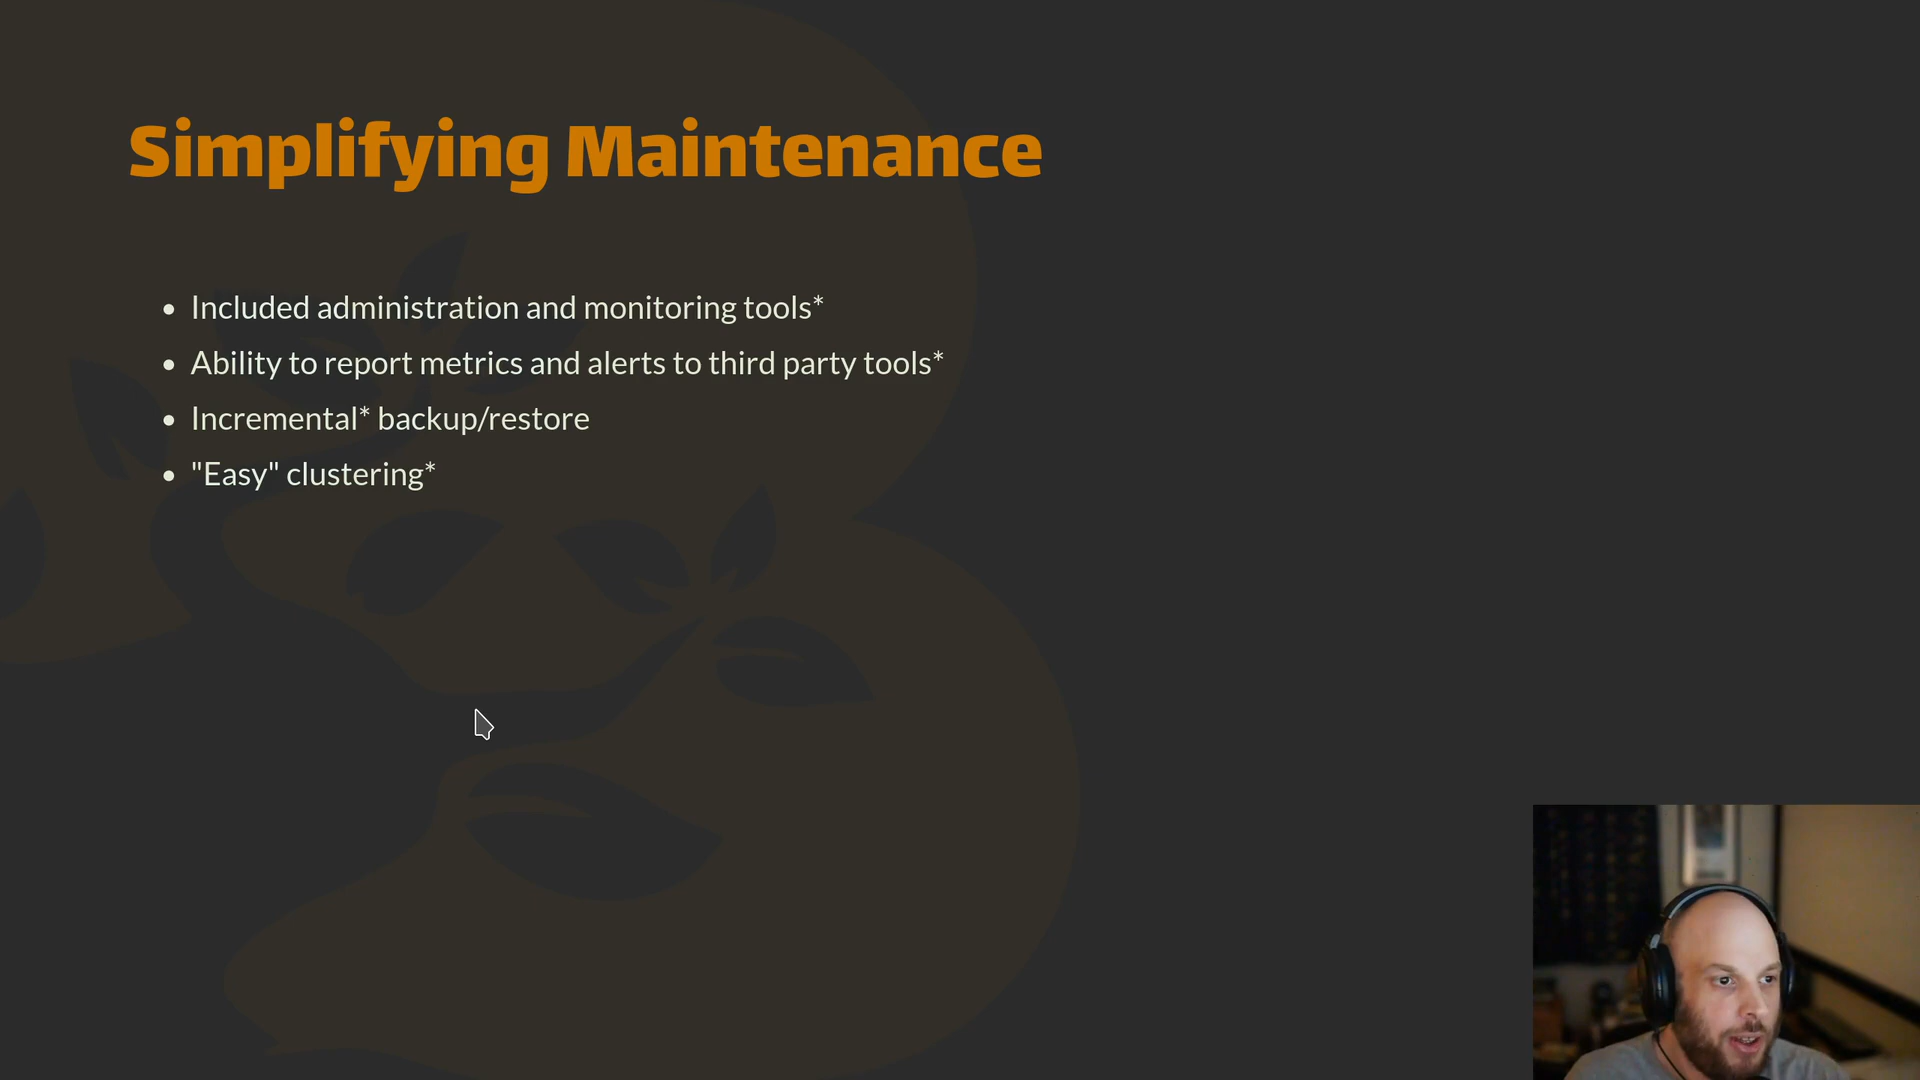 Simplifying Maintenance
• Included administration and monitoring tools*
• Ability to report metrics and alerts to third party tools*
• Incremental* backup/restore
• "Easy" clustering*